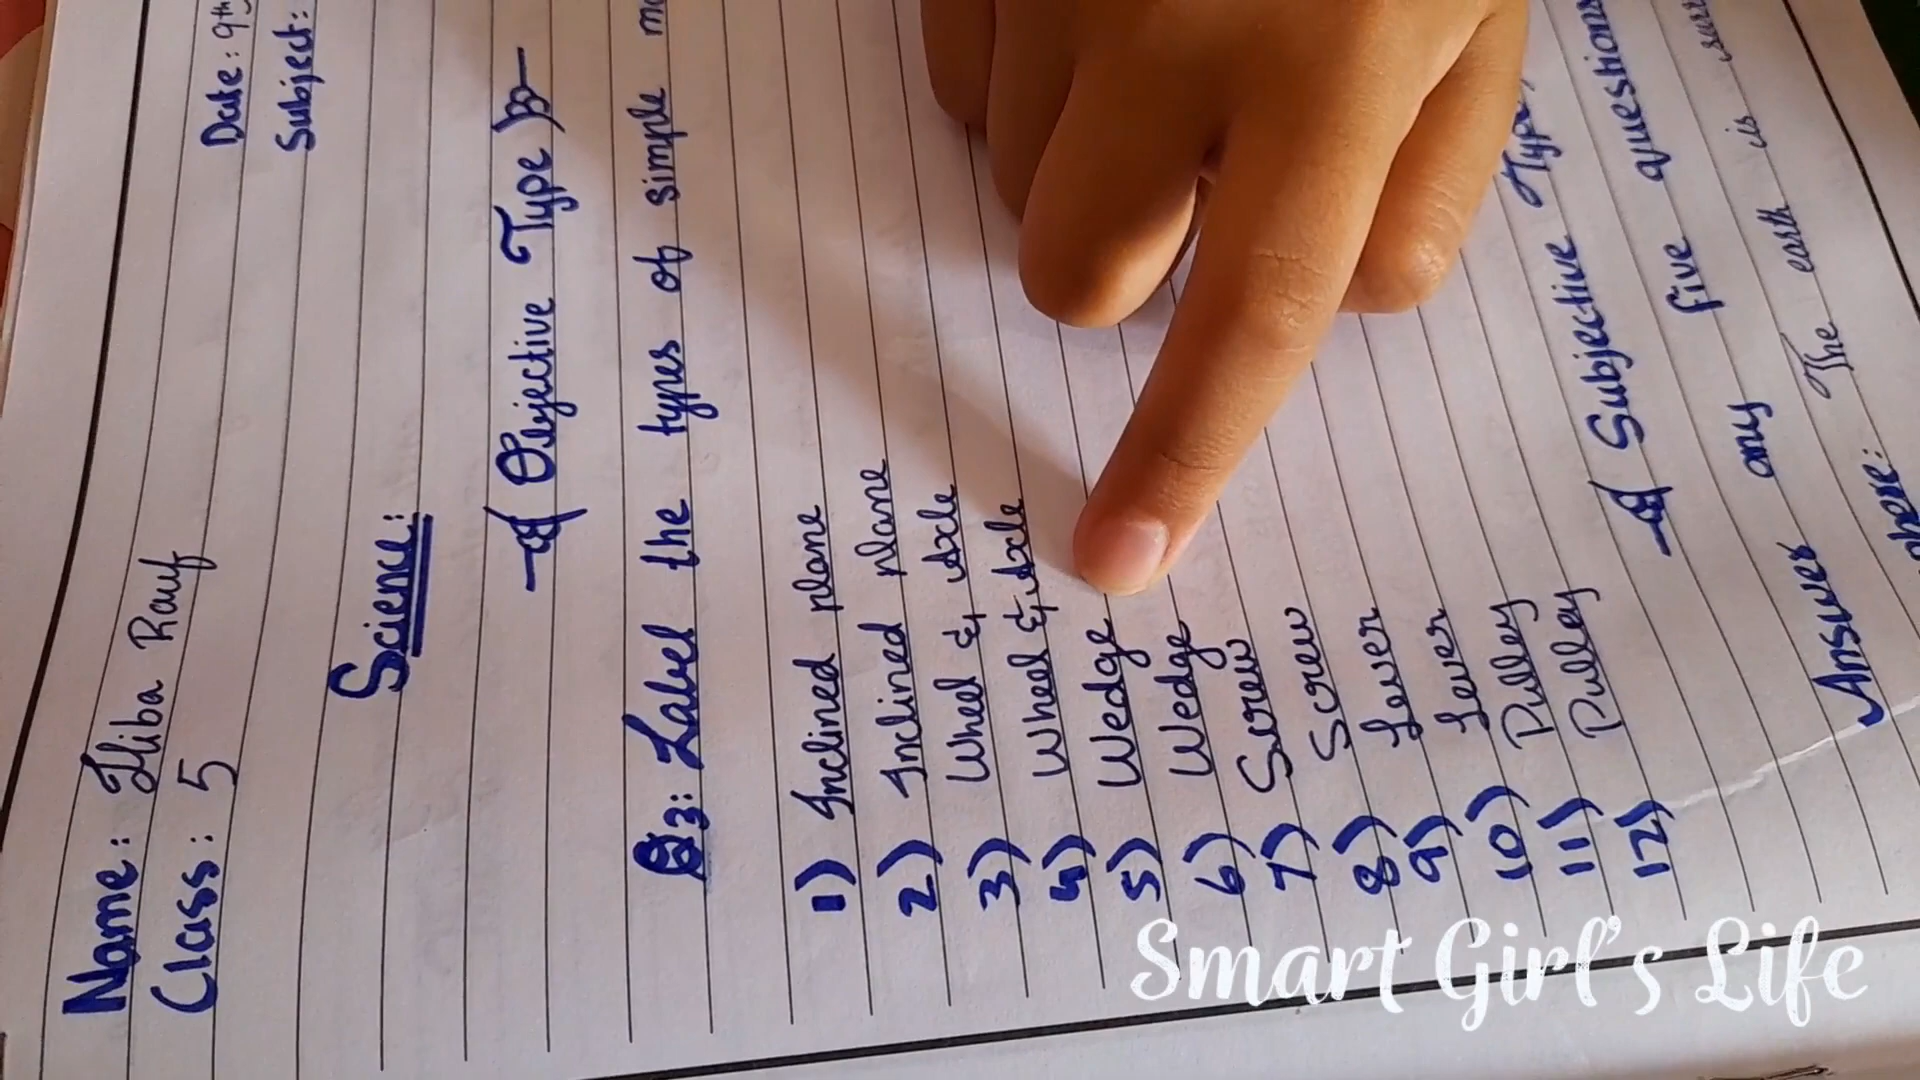 Name: Hiba Rauf
Class: 5
Date: 9th
Subject:
Science:
Objective Type
Q3: Label the types of simple
1) Inclined plane
2) Inclined plane
3) Wheel & Axle
4) Wheel & Axle
5) Wedge
6) Wedge
7) Screw
8) Screw
9) Lever
10) Lever
11) Pulley
12) Pulley
Subjective Type
Answer any five questions
The earth is
Smart Girl's Life